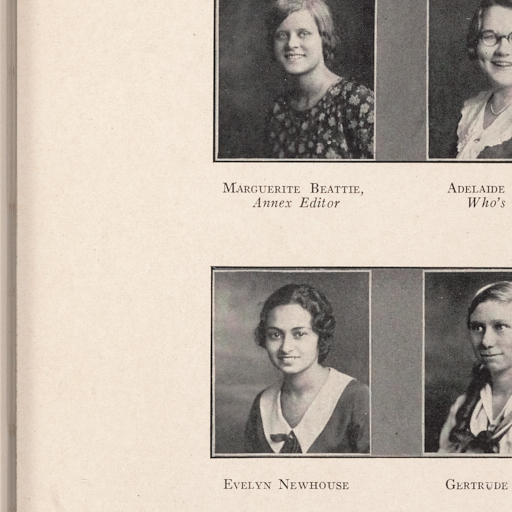 Marguerite Beattie,
Annex Editor
Adelaide
Who's
Evelyn Newhouse
Gertrude